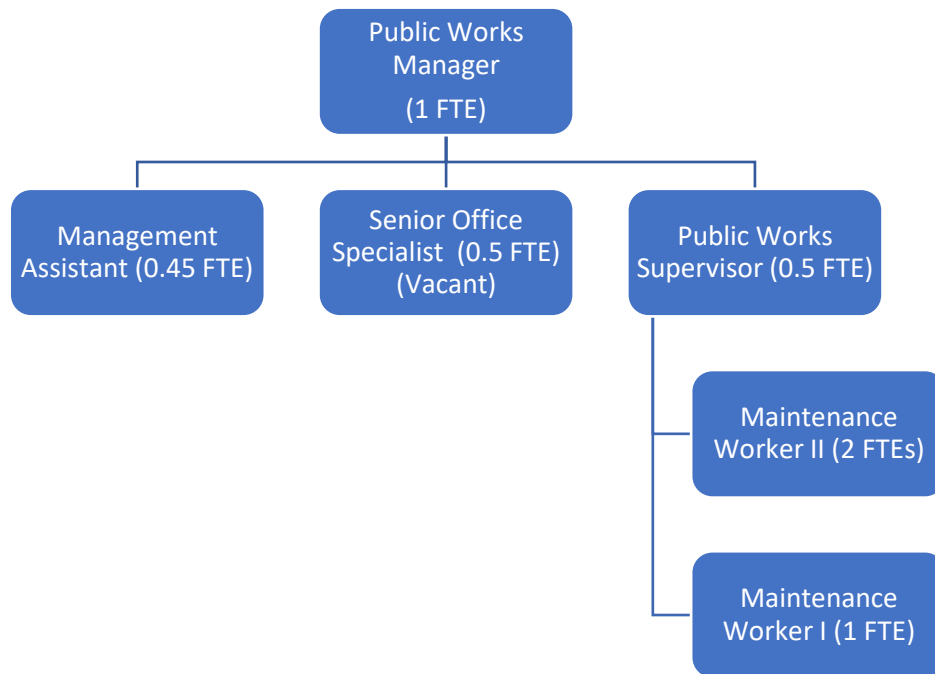 Public Works
Manager
(1 FTE)
Management
Assistant (0.45 FTE)
Senior Office
Specialist  (0.5 FTE)
(Vacant)
Public Works
Supervisor (0.5 FTE)
Maintenance
Worker II (2 FTEs)
Maintenance
Worker I (1 FTE)